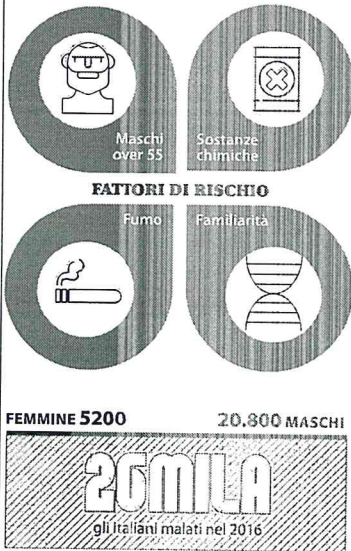 Maschi
over 55
Sostanze
chimiche
FATTORI DI RISCHIO
Fumo
Familiarità
FEMMINE 5200
20.800 MASCHI
26MILA
gli italiani malati nel 2016